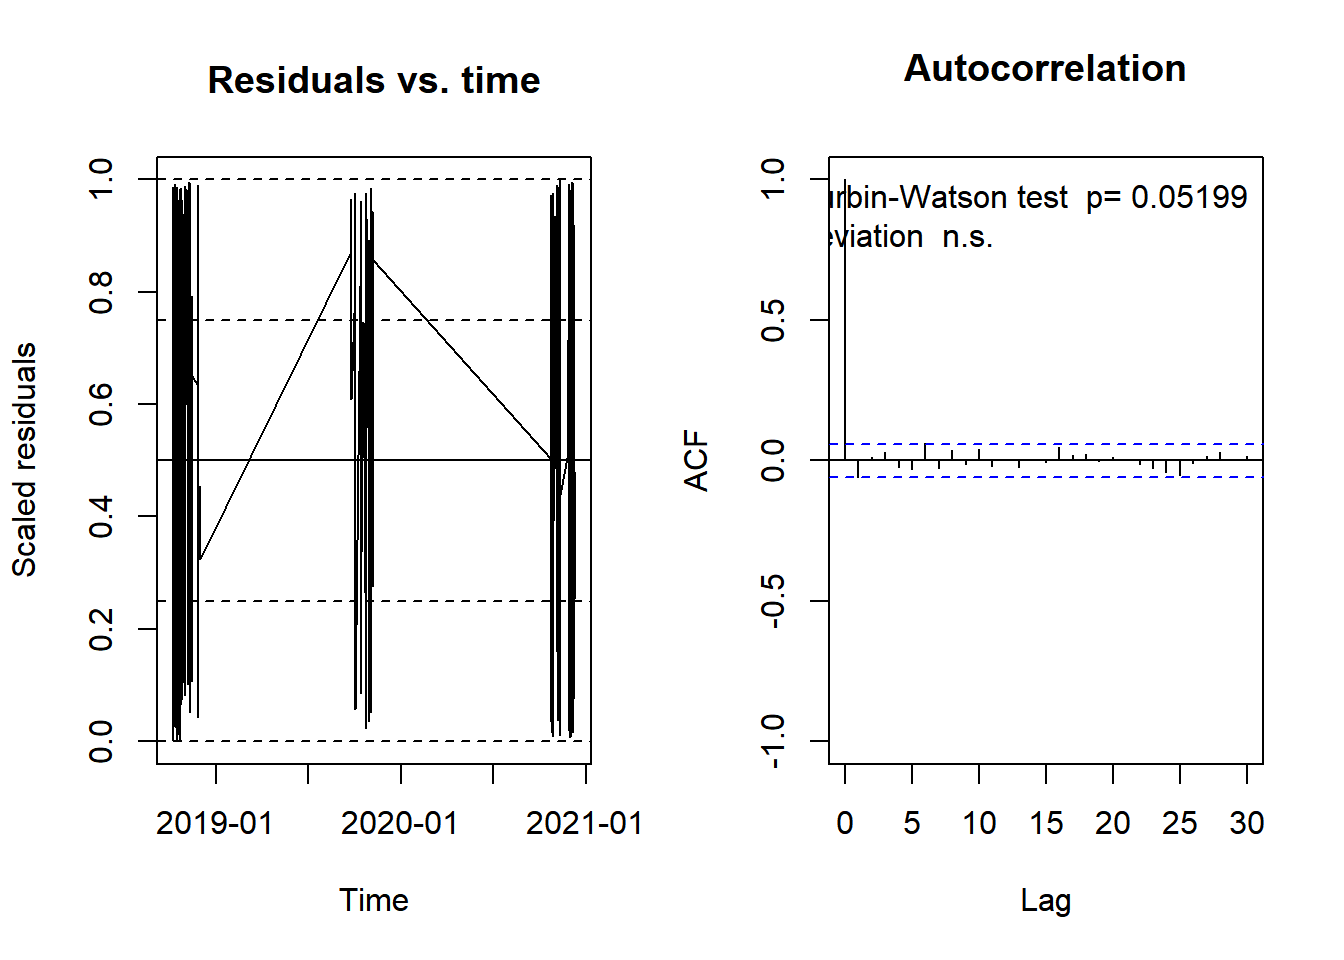 Residuals vs. time
Scaled residuals
1.0
0.8
0.6
0.4
0.2
0.0
2019-01 2020-01 2021-01
Time
Autocorrelation
urbin-Watson test p= 0.05199
eviation n.s.
ACF
1.0
0.5
0.0
-0.5
-1.0
0 5 10 15 20 25 30
Lag